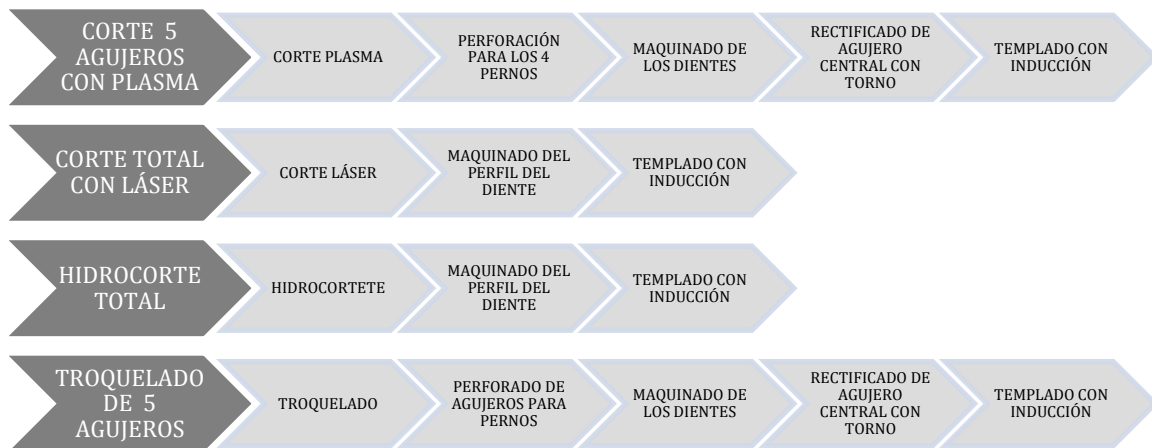 CORTE 5
AGUJEROS
CON PLASMA
CORTE PLASMA
PERFORACIÓN
PARA LOS 4
PERNOS
MAQUINADO DE
LOS DIENTES
RECTIFICADO DE
AGUJERO
CENTRAL CON
TORNO
TEMPLADO CON
INDUCCIÓN
CORTE TOTAL
CON LÁSER
CORTE LÁSER
MAQUINADO DEL
PERFIL DEL
DIENTE
TEMPLADO CON
INDUCCIÓN
HIDROCORTE
TOTAL
HIDROCORTETE
MAQUINADO DEL
PERFIL DEL
DIENTE
TEMPLADO CON
INDUCCIÓN
TROQUELADO
DE 5
AGUJEROS
TROQUELADO
PERFORADO DE
AGUJEROS PARA
PERNOS
MAQUINADO DE
LOS DIENTES
RECTIFICADO DE
AGUJERO
CENTRAL CON
TORNO
TEMPLADO CON
INDUCCIÓN